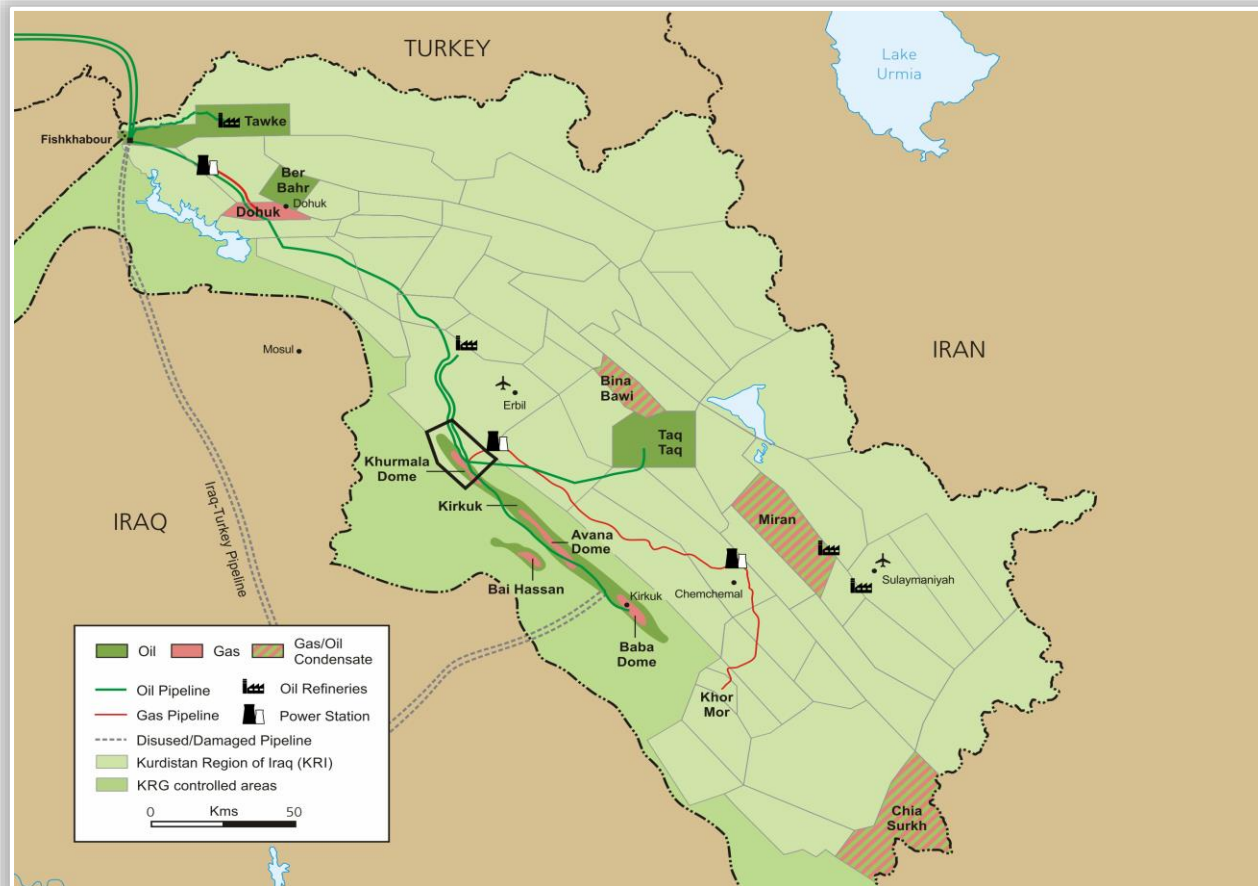 TURKEY
Lake
Urmia
Fishkhabour
Tawke
Ber
Bahr
Dohuk
Dohuk
Mosul
IRAN
Bina
Bawi
Erbil
Taq
Taq
Khurmala
Dome
Kirkuk
IRAQ
Iraq-Turkey Pipeline
Miran
Avana
Dome
Bai Hassan
Sulaymaniyah
Chemchemal
Kirkuk
Baba
Dome
Khor
Mor
Chia
Surkh
Oil
Gas
Gas/Oil
Condensate
Oil Pipeline
Oil Refineries
Gas Pipeline
Power Station
Disused/Damaged Pipeline
Kurdistan Region of Iraq (KRI)
KRG controlled areas
0 Kms 50